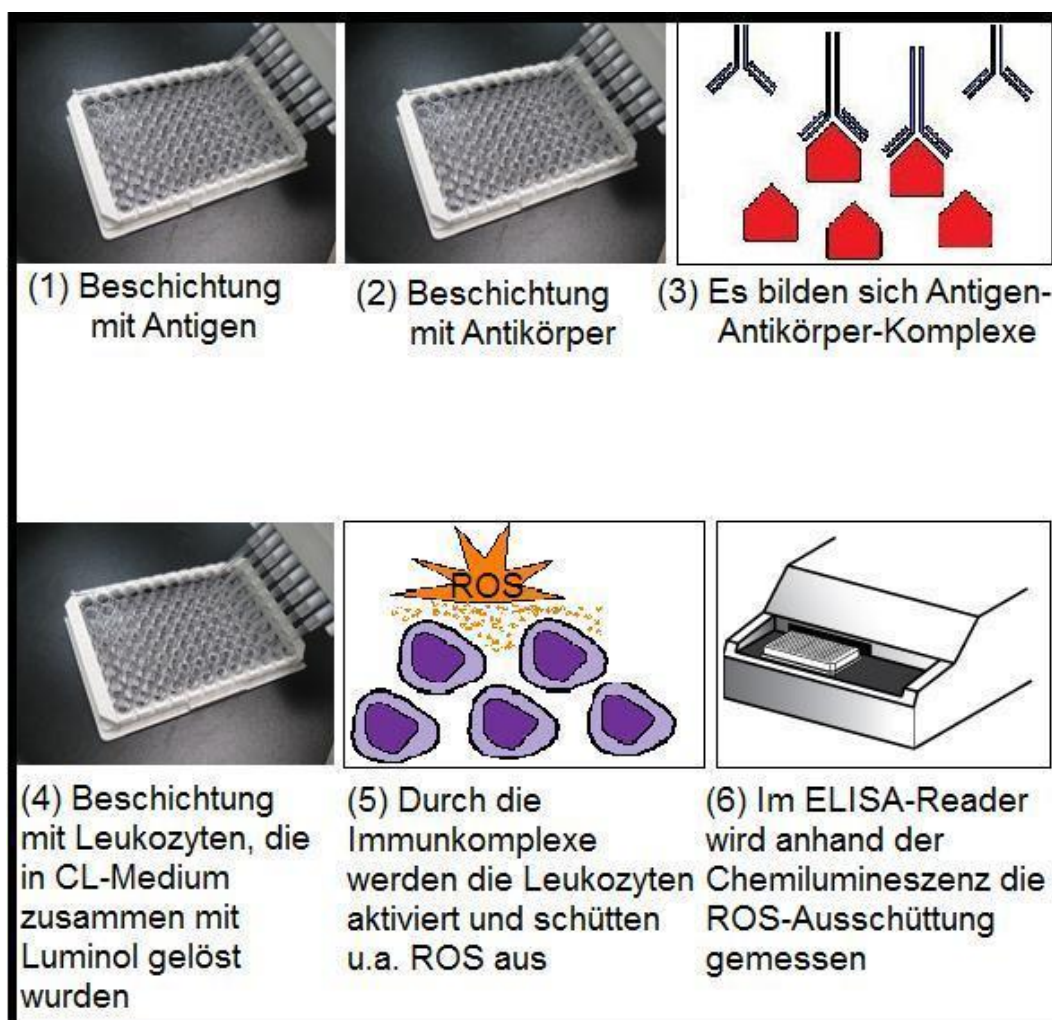 (1) Beschichtung
mit Antigen
(2) Beschichtung
mit Antikörper
(3) Es bilden sich Antigen-
Antikörper-Komplexe
(4) Beschichtung
mit Leukozyten, die
in CL-Medium
zusammen mit
Luminol gelöst
wurden
ROS
(5) Durch die
Immunkomplexe
werden die Leukozyten
aktiviert und schütten
u.a. ROS aus
(6) Im ELISA-Reader
wird anhand der
Chemilumineszenz die
ROS-Ausschüttung
gemessen